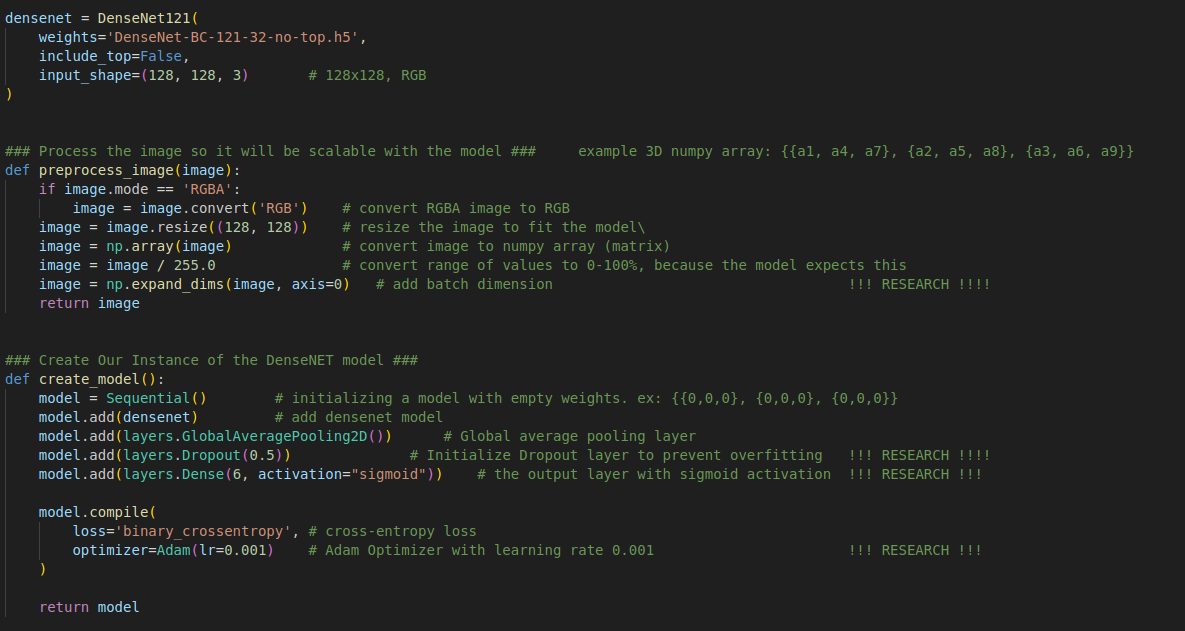 densenet = DenseNet121(
    weights='DenseNet-BC-121-32-no-top.h5',
    include_top=False,
    input_shape=(128, 128, 3)       # 128x128, RGB
)
### Process the image so it will be scalable with the model ###     example 3D numpy array: {{a1, a4, a7}, {a2, a5, a8}, {a3, a6, a9}}
def preprocess_image(image):
    if image.mode == 'RGBA':
        image = image.convert('RGB')    # convert RGBA image to RGB
    image = image.resize((128, 128))    # resize the image to fit the model\
    image = np.array(image)             # convert image to numpy array (matrix)
    image = image / 255.0               # convert range of values to 0-100%, because the model expects this
    image = np.expand_dims(image, axis=0)   # add batch dimension                                   !!! RESEARCH !!!!
    return image
### Create Our Instance of the DenseNET model ###
def create_model():
    model = Sequential()        # initializing a model with empty weights. ex: {{0,0,0}, {0,0,0}, {0,0,0}}
    model.add(densenet)         # add densenet model
    model.add(layers.GlobalAveragePooling2D())      # Global average pooling layer
    model.add(layers.Dropout(0.5))              # Initialize Dropout layer to prevent overfitting   !!! RESEARCH !!!!
    model.add(layers.Dense(6, activation="sigmoid"))    # the output layer with sigmoid activation  !!! RESEARCH !!!
    model.compile(
        loss='binary_crossentropy', # cross-entropy loss
        optimizer=Adam(lr=0.001)    # Adam Optimizer with learning rate 0.001                       !!! RESEARCH !!!
    )
    return model